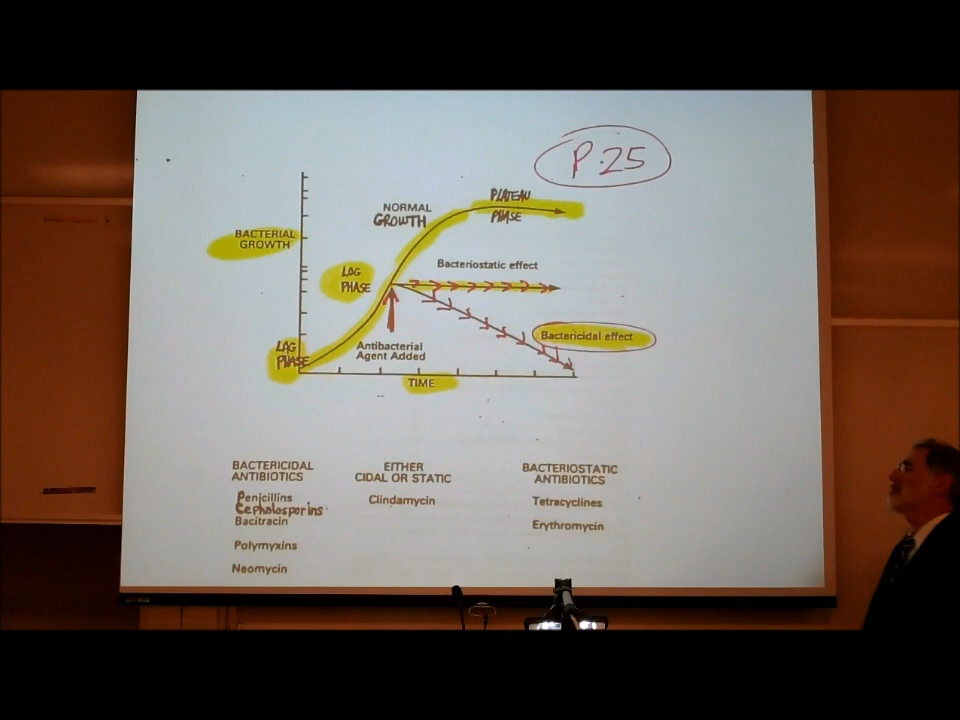 P.25
PLATEAU
PHASE
NORMAL
GROWTH
BACTERIAL
GROWTH
LOG
PHASE
Bacteriostatic effect
Bactericidal effect
LAG
PHASE
Antibacterial
Agent Added
TIME
BACTERICIDAL
ANTIBIOTICS
Penicillins
Cephalosporins
Bacitracin
Polymyxins
Neomycin
EITHER
CIDAL OR STATIC
Clindamycin
BACTERIOSTATIC
ANTIBIOTICS
Tetracyclines
Erythromycin